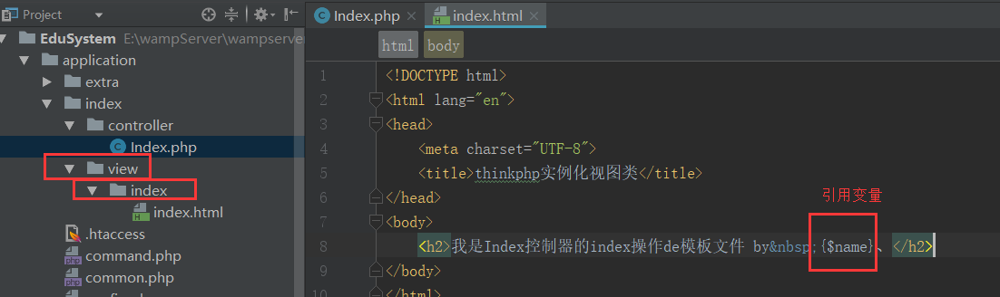 Project
Index.php
index.html
EduSystem E:\wampServer\wampserver
html body
application
extra
index
controller
Index.php
view
index
index.html
.htaccess
command.php
common.php
1 <!DOCTYPE html>
2 <html lang="en">
3 <head>
4 <meta charset="UTF-8">
5 <title>thinkphp实例化视图类</title>
6 </head>
引用变量
7 <body>
8 <h2>我是Index控制器的index操作de模板文件 by&nbsp;{$name}、</h2>
9 </body>
10 </html>